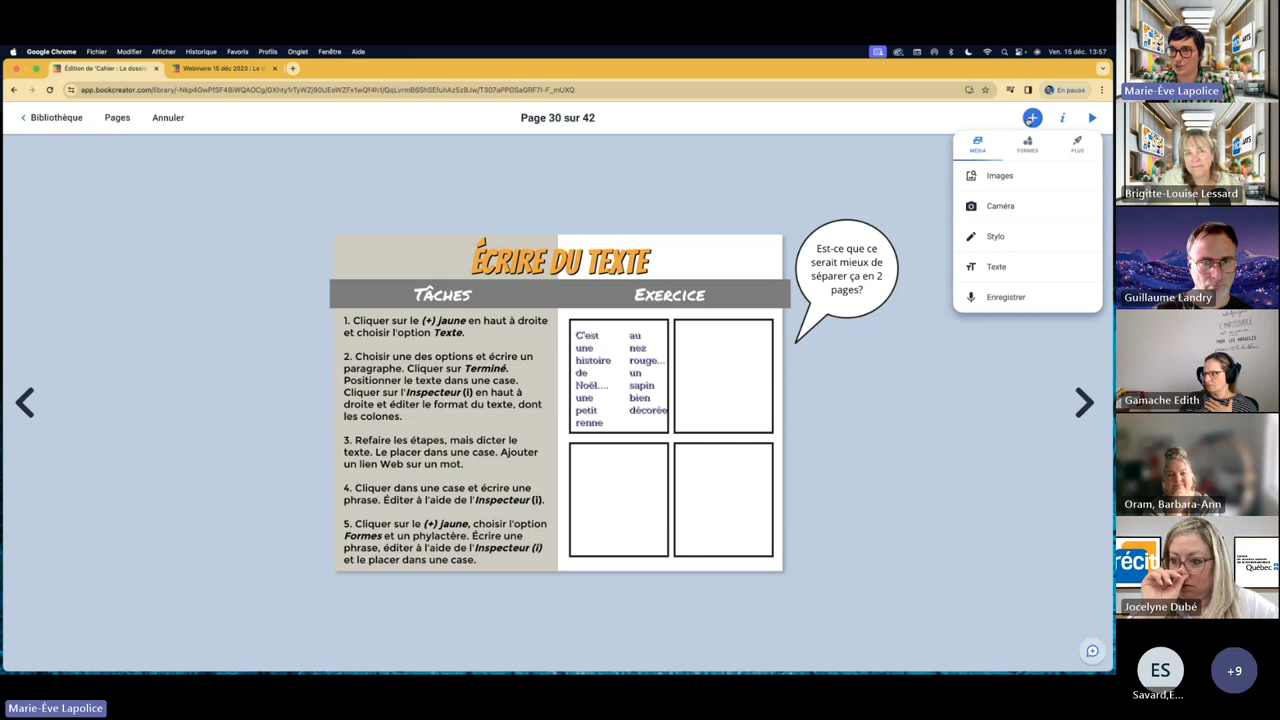 Google Chrome Fichier Modifier Afficher Historique Favoris Profils Onglet Fenêtre Aide
Ven. 15 déc. 13:57
Édition de 'Cahier : Le dossie
Webinaire 15 déc 2023 : Le d
En pause
Bibliothèque
Pages
Annuler
Page 30 sur 42
MÉDIA
FORMES
PLUS
Images
Caméra
Stylo
Texte
Enregistrer
ÉCRIRE DU TEXTE
Tâches
Exercice
1. Cliquer sur le (+) jaune en haut à droite
et choisir l'option Texte.
2. Choisir une des options et écrire un
paragraphe. Cliquer sur Terminé.
Positionner le texte dans une case.
Cliquer sur l'Inspecteur (i) en haut à
droite et éditer le format du texte, dont
les colones.
3. Refaire les étapes, mais dicter le
texte. Le placer dans une case. Ajouter
un lien Web sur un mot.
4. Cliquer dans une case et écrire une
phrase. Éditer à l'aide de l'Inspecteur (i).
5. Cliquer sur le (+) jaune, choisir l'option
Formes et un phylactère. Écrire une
phrase, éditer à l'aide de l'Inspecteur (i)
et le placer dans une case.
C'est
une
histoire
de
Noël....
une
petit
renne
au
nez
rouge...
un
sapin
bien
décorée
Est-ce que ce
serait mieux de
séparer ça en 2
pages?
Marie-Ève Lapolice
Brigitte-Louise Lessard
Guillaume Landry
Gamache Edith
Oram, Barbara-Ann
récit
Québec
Jocelyne Dubé
ES
Savard,E...
+9
Marie-Ève Lapolice